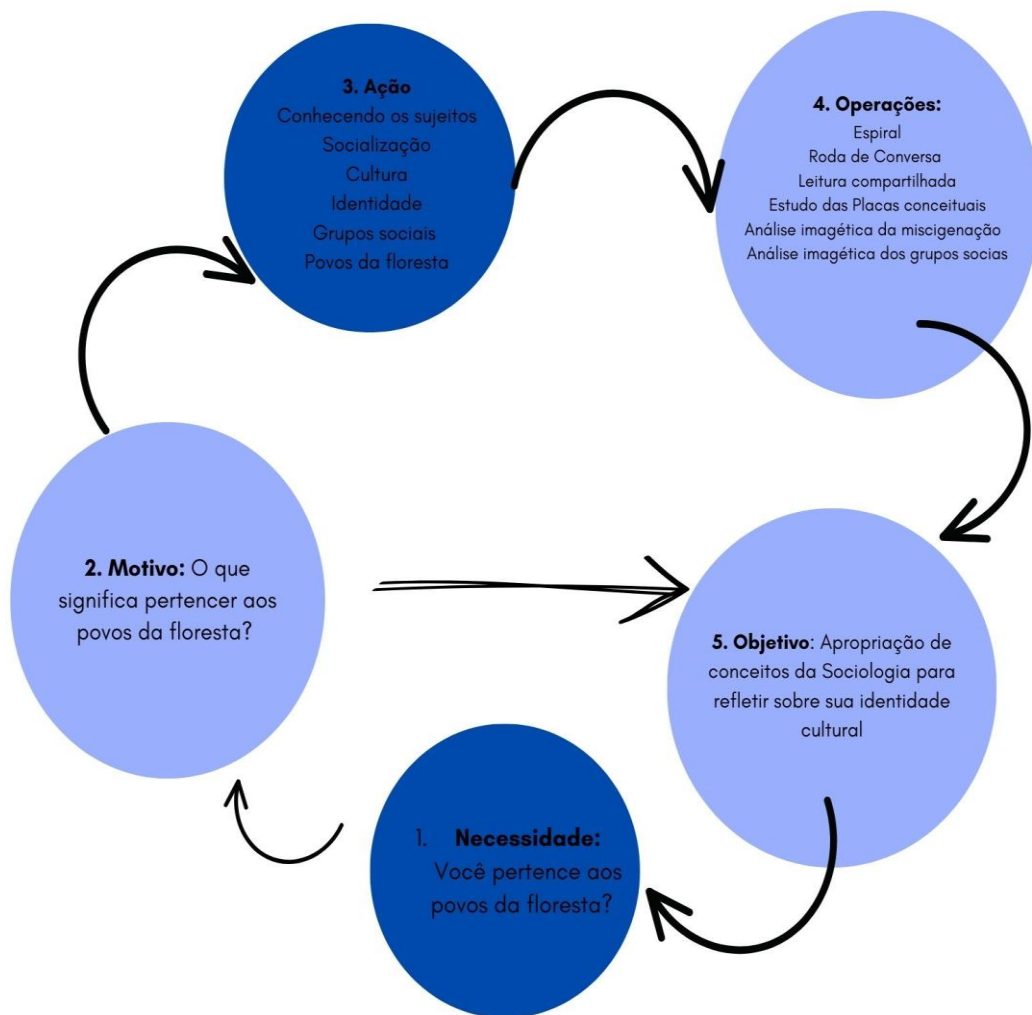 3. Ação
Conhecendo os sujeitos
Socialização
Cultura
Identidade
Grupos sociais
Povos da floresta
4. Operações:
Espiral
Roda de Conversa
Leitura compartilhada
Estudo das Placas conceituais
Análise imagética da miscigenação
Análise imagética dos grupos socias
2. Motivo: O que
significa pertencer aos
povos da floresta?
5. Objetivo: Apropriação de
conceitos da Sociologia para
refletir sobre sua identidade
cultural
1. Necessidade:
Você pertence aos
povos da floresta?